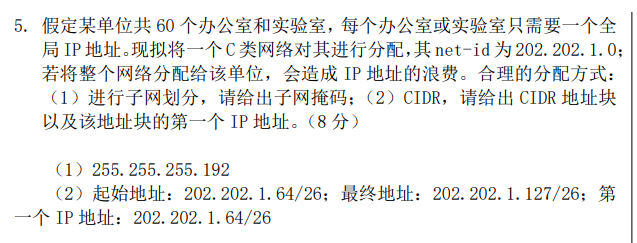 5. 假定某单位共 60 个办公室和实验室，每个办公室或实验室只需要一个全
局 IP 地址。现拟将一个 C 类网络对其进行分配，其 net-id 为 202.202.1.0；
若将整个网络分配给该单位，会造成 IP 地址的浪费。合理的分配方式：
（1）进行子网划分，请给出子网掩码；（2）CIDR，请给出 CIDR 地址块
以及该地址块的第一个 IP 地址。（8 分）
（1）255.255.255.192
（2）起始地址：202.202.1.64/26；最终地址：202.202.1.127/26；第
一个 IP 地址：202.202.1.64/26